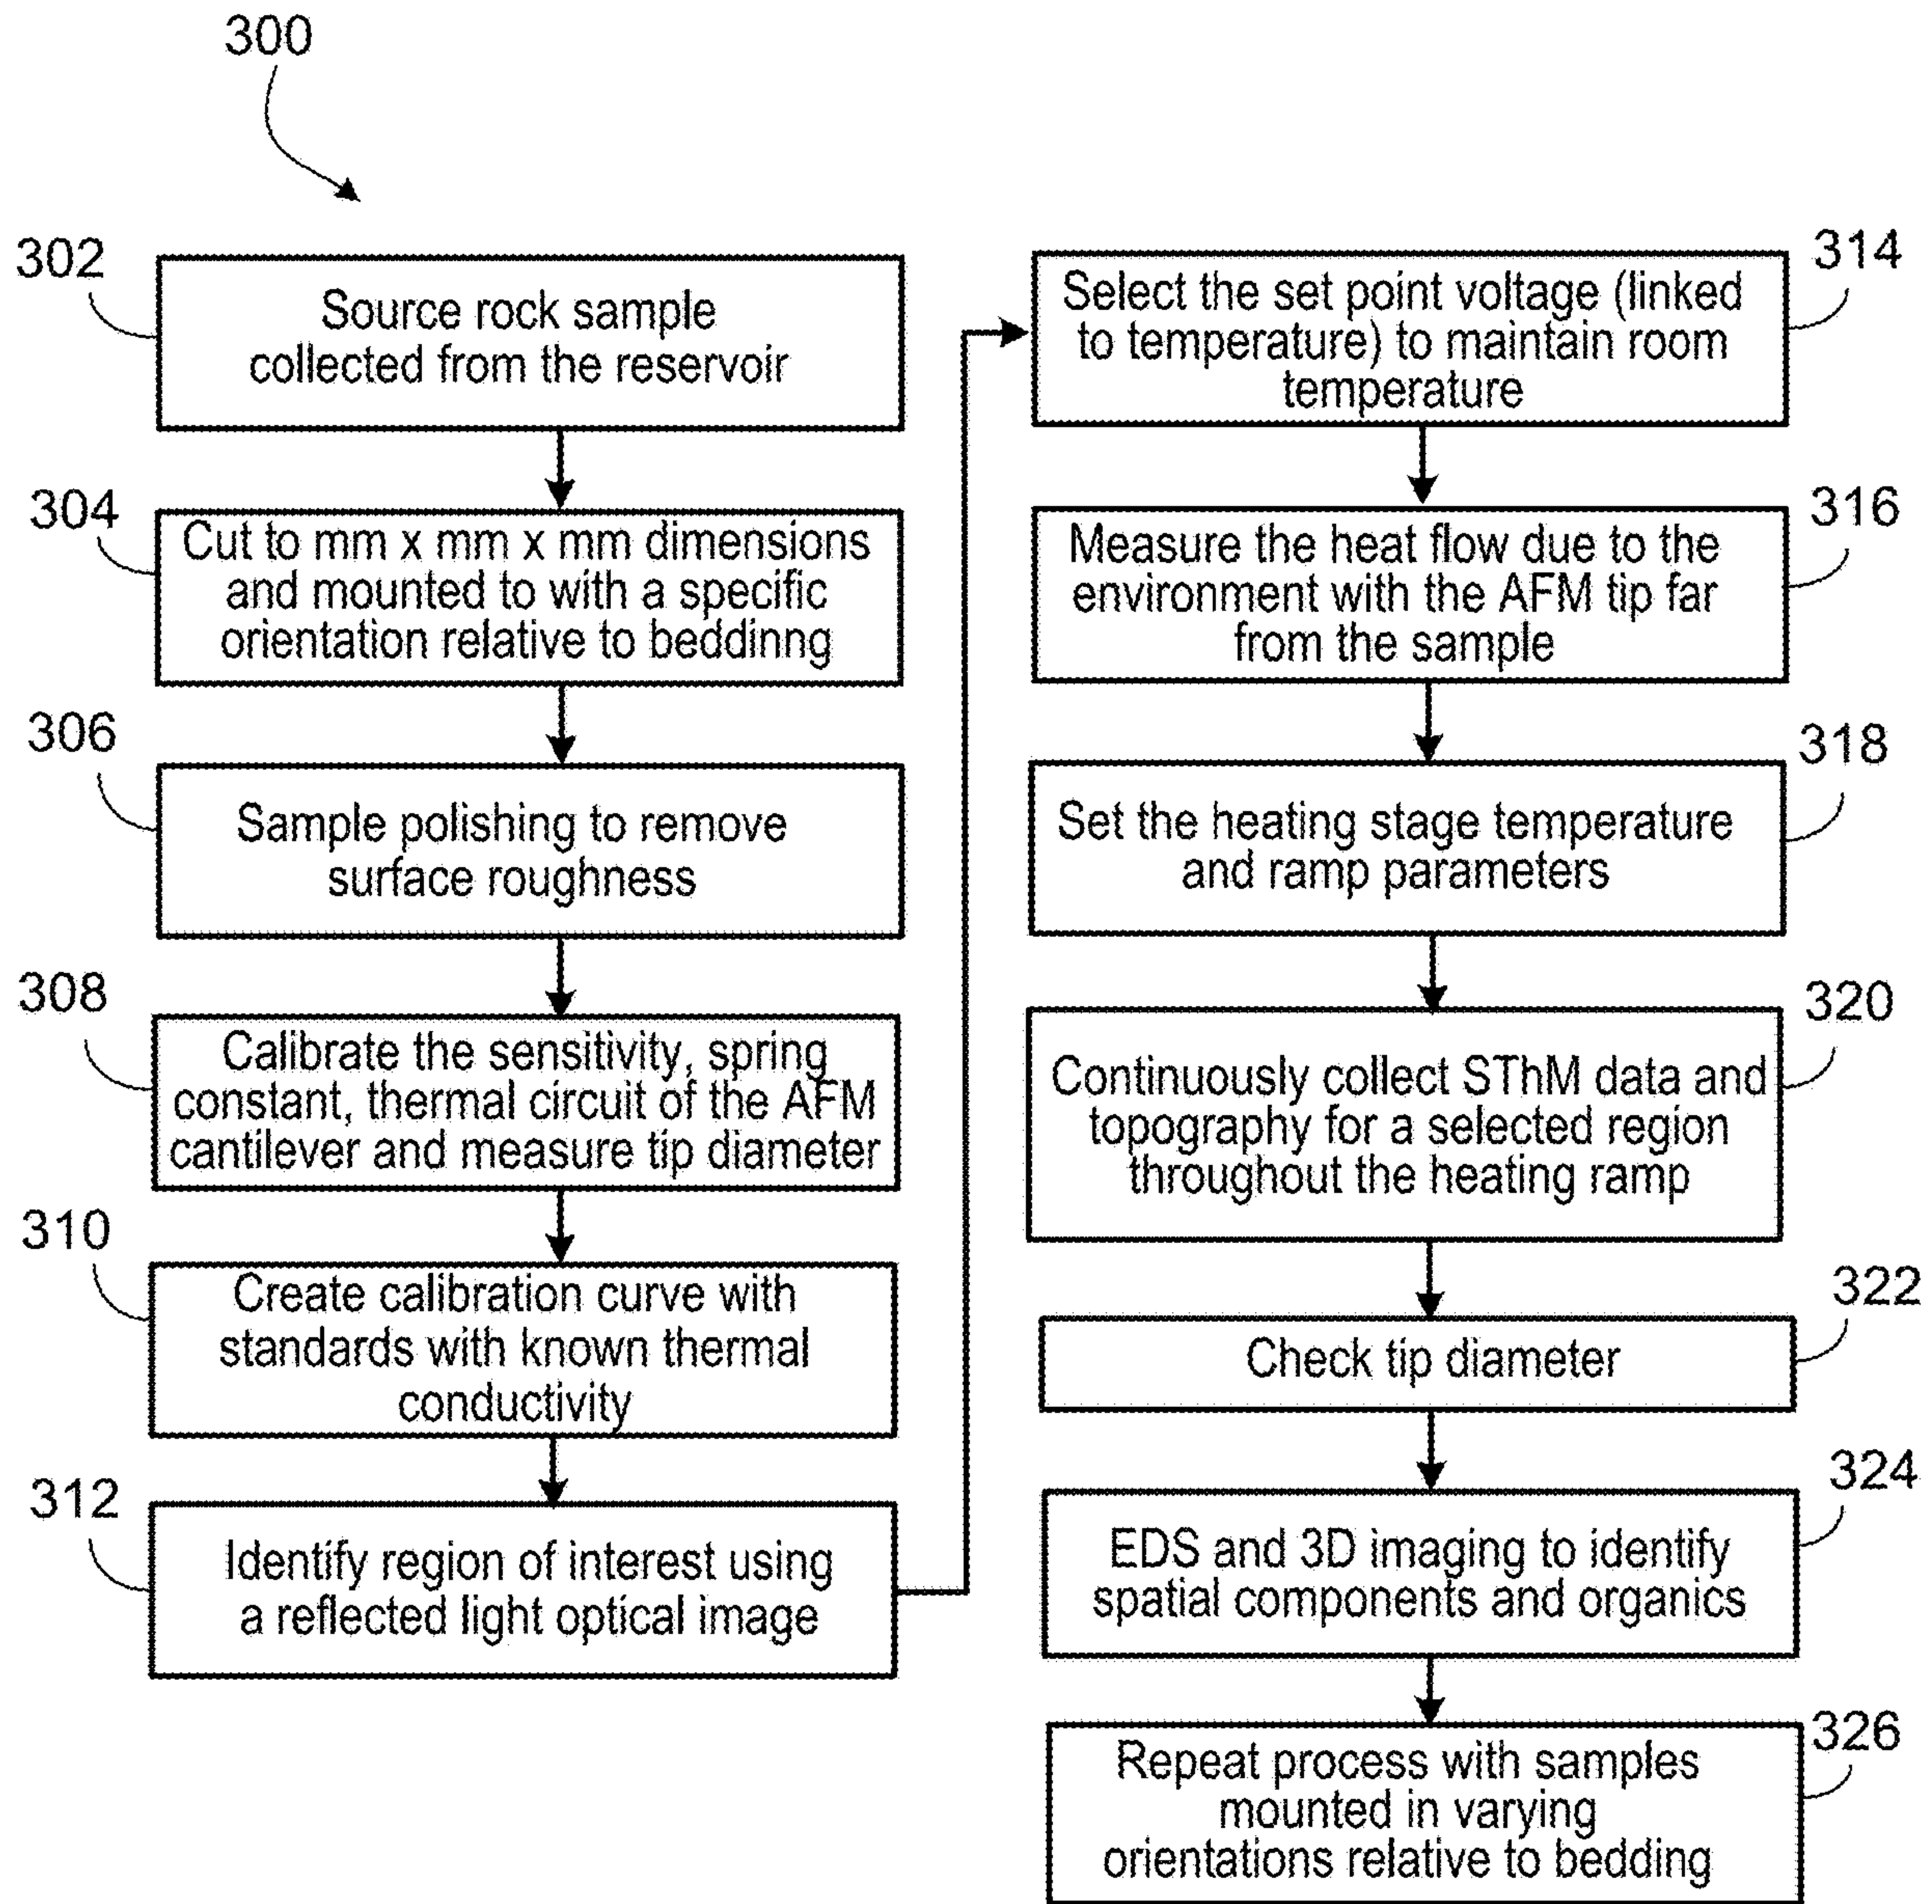 300
302
Source rock sample
collected from the reservoir
304
Cut to mm x mm x mm dimensions
and mounted to with a specific
orientation relative to beddinng
306
Sample polishing to remove
surface roughness
308
Calibrate the sensitivity, spring
constant, thermal circuit of the AFM
cantilever and measure tip diameter
310
Create calibration curve with
standards with known thermal
conductivity
312
Identify region of interest using
a reflected light optical image
314
Select the set point voltage (linked
to temperature) to maintain room
temperature
316
Measure the heat flow due to the
environment with the AFM tip far
from the sample
318
Set the heating stage temperature
and ramp parameters
320
Continuously collect SThM data and
topography for a selected region
throughout the heating ramp
322
Check tip diameter
324
EDS and 3D imaging to identify
spatial components and organics
326
Repeat process with samples
mounted in varying
orientations relative to bedding